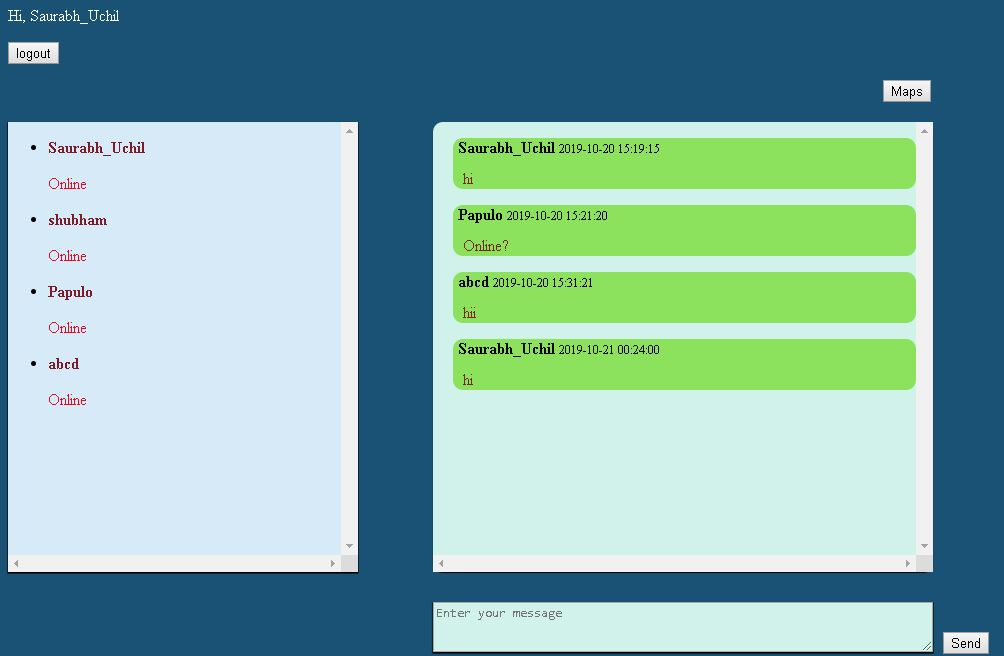 Hi, Saurabh_Uchil
logout
Maps
Saurabh_Uchil
Online
shubham
Online
Papulo
Online
abcd
Online
Saurabh_Uchil 2019-10-20 15:19:15
hi
Papulo 2019-10-20 15:21:20
Online?
abcd 2019-10-20 15:31:21
hii
Saurabh_Uchil 2019-10-21 00:24:00
hi
Enter your message
Send